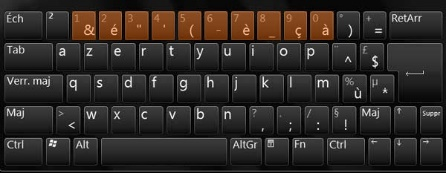 Éch ² 1 & 2 é 3 " 4 ' 5 ( 6 - 7 è 8 _ 9 ç 0 à ° ) + = RetArr
Tab a z e r t y u i o p ¨ ^ £ $
Verr. maj q s d f g h j k l m % ù µ *
Maj > < w x c v b n ? , . ; / : § ! Maj ↑ Suppr
Ctrl Alt AltGr Fn Ctrl ← ↓ →